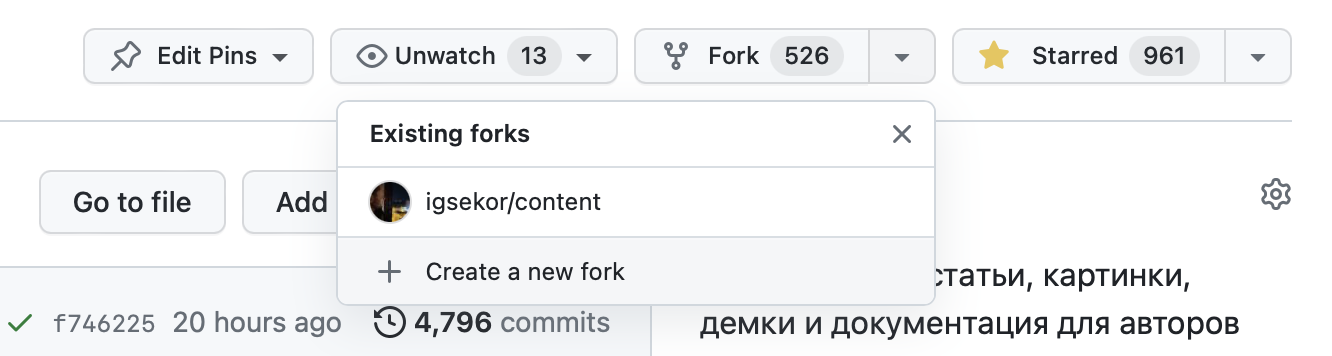 Edit Pins
Unwatch 13
Fork 526
Starred 961
Existing forks
Go to file
Add
igsekor/content
Create a new fork
статьи, картинки,
f746225 20 hours ago 4,796 commits
демки и документация для авторов